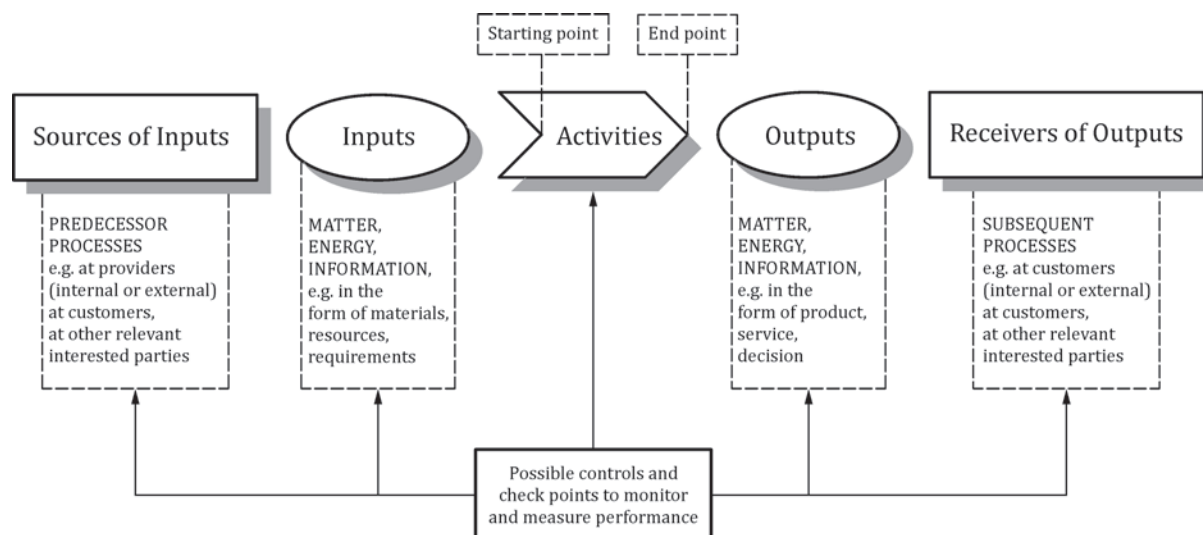 Starting point
End point
Sources of Inputs
Inputs
Activities
Outputs
Receivers of Outputs
PREDECESSOR
PROCESSES
e.g. at providers
(internal or external)
at customers,
at other relevant
interested parties
MATTER,
ENERGY,
INFORMATION,
e.g. in the
form of materials,
resources,
requirements
MATTER,
ENERGY,
INFORMATION,
e.g. in the
form of product,
service,
decision
SUBSEQUENT
PROCESSES
e.g. at customers
(internal or external)
at customers,
at other relevant
interested parties
Possible controls and
check points to monitor
and measure performance